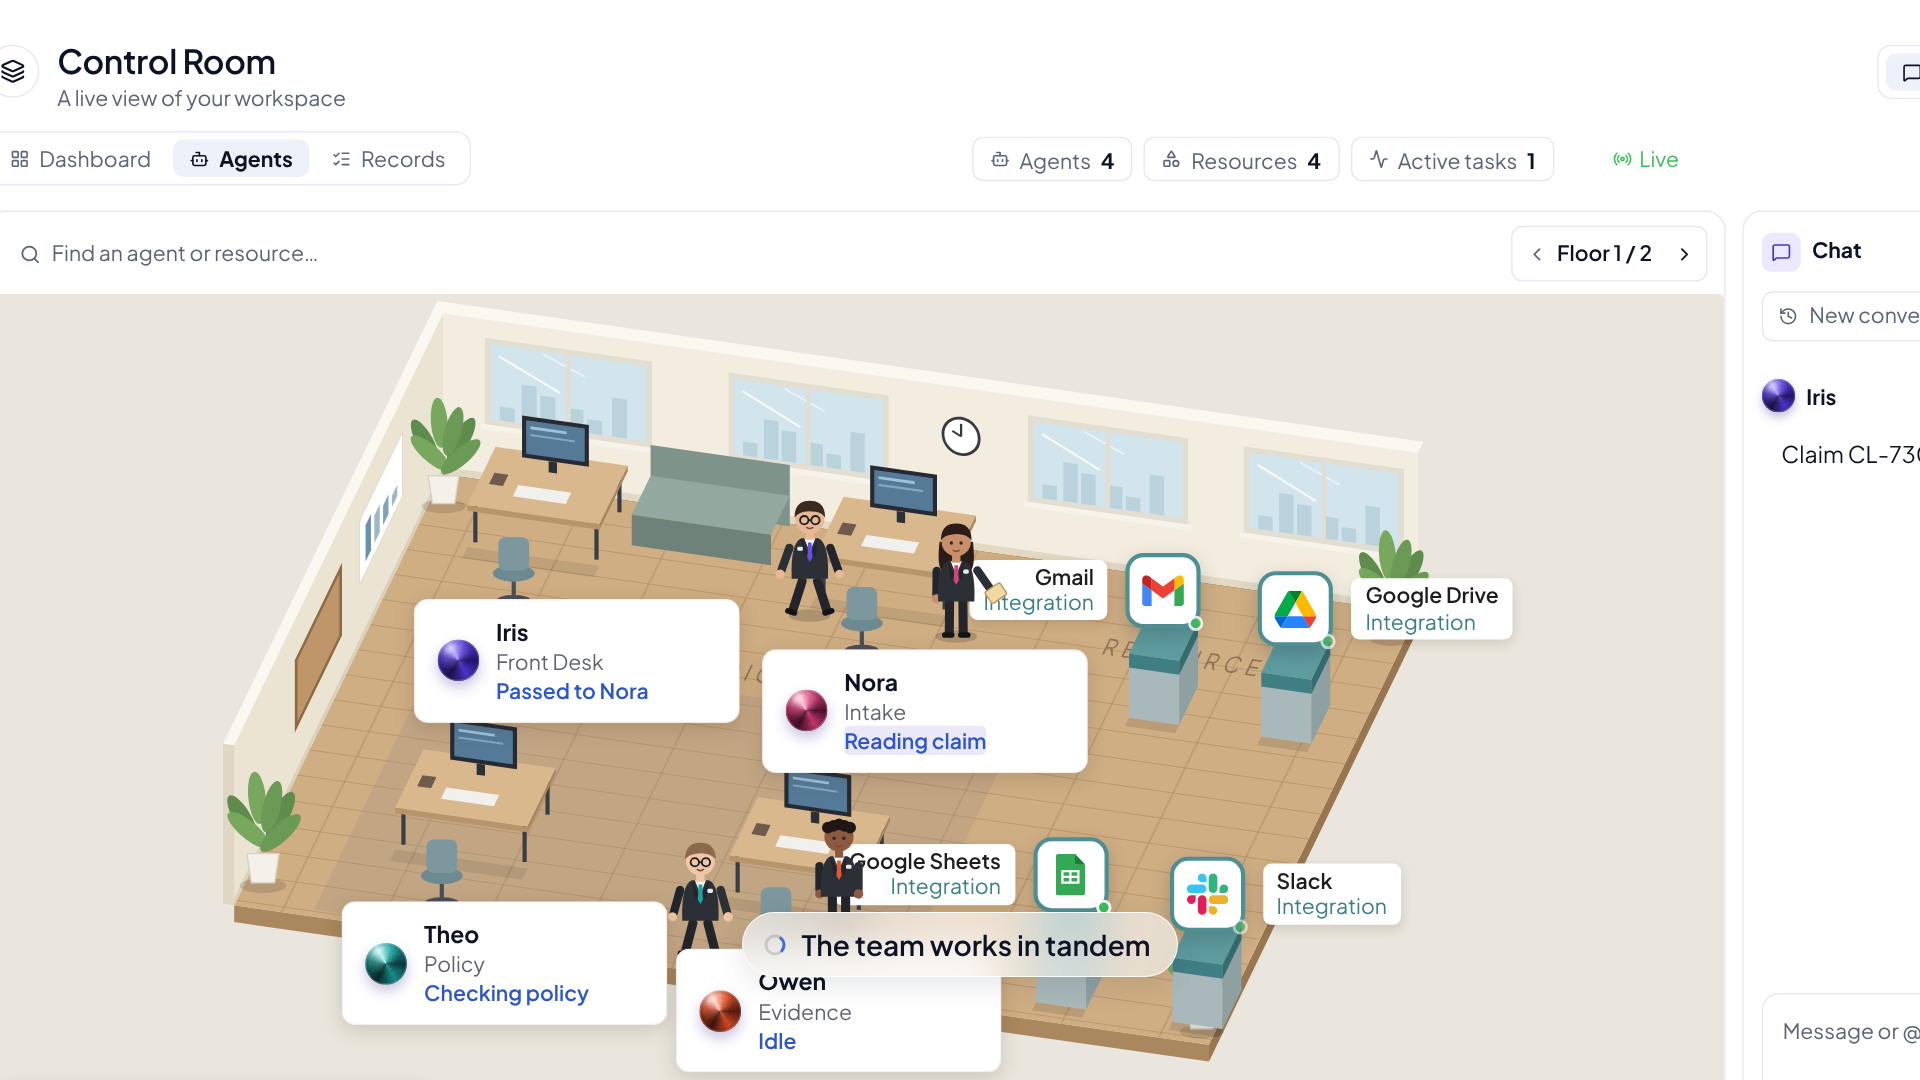 Control Room
A live view of your workspace
Dashboard
Agents
Records
Agents 4
Resources 4
Active tasks 1
Live
Find an agent or resource...
Floor 1 / 2
Chat
New conve
Iris
Claim CL-730
Gmail
Integration
Google Drive
Integration
Iris
Front Desk
Passed to Nora
Nora
Intake
Reading claim
Google Sheets
Integration
Slack
Integration
The team works in tandem
Theo
Policy
Checking policy
Owen
Evidence
Idle
Message or @